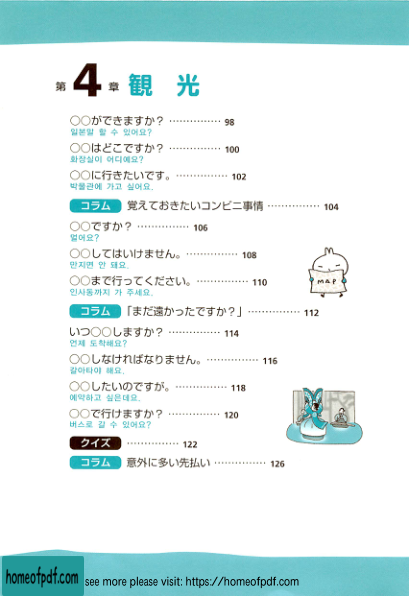 第4章 観光
○○ができますか？ …………… 98
일본말 할 수 있어요?
○○はどこですか？ …………… 100
화장실이 어디예요?
○○に行きたいです。 …………… 102
박물관에 가고 싶어요.
コラム 覚えておきたいコンビニ事情 …………… 104
○○ですか？ …………… 106
멀어요?
○○してはいけません。 …………… 108
만지면 안 돼요.
○○まで行ってください。 …………… 110
인사동까지 가 주세요.
コラム 「まだ遠かったですか？」 …………… 112
いつ○○しますか？ …………… 114
언제 도착해요?
○○しなければなりません。 …………… 116
갈아타야 해요.
○○したいのですが。 …………… 118
예약하고 싶은데요.
○○で行けますか？ …………… 120
버스로 갈 수 있어요?
クイズ …………… 122
コラム 意外に多い先払い …………… 126
MAP
homeofpdf.com
see more please visit: https://homeofpdf.com